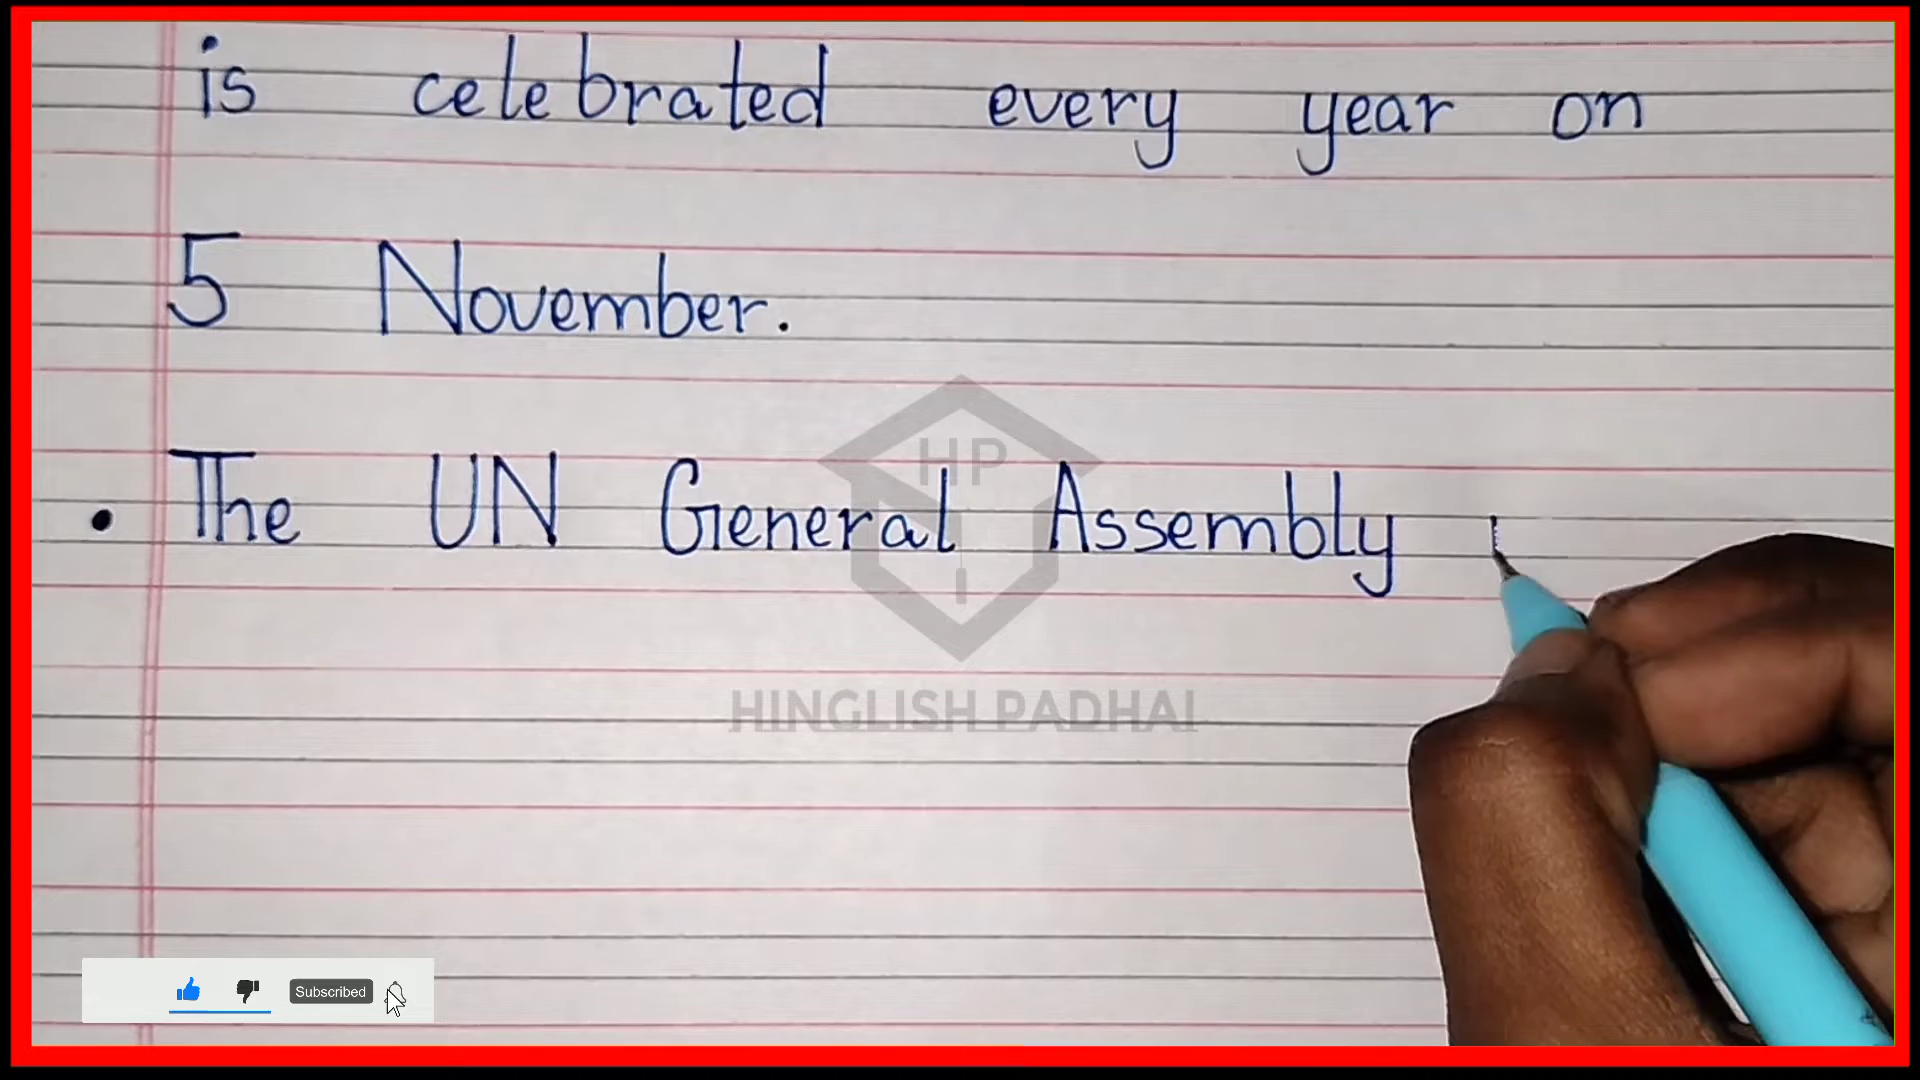 is celebrated every year on
5 November.
HP
• The UN General Assembly
I
HINGLISH PADHAI
Subscribed